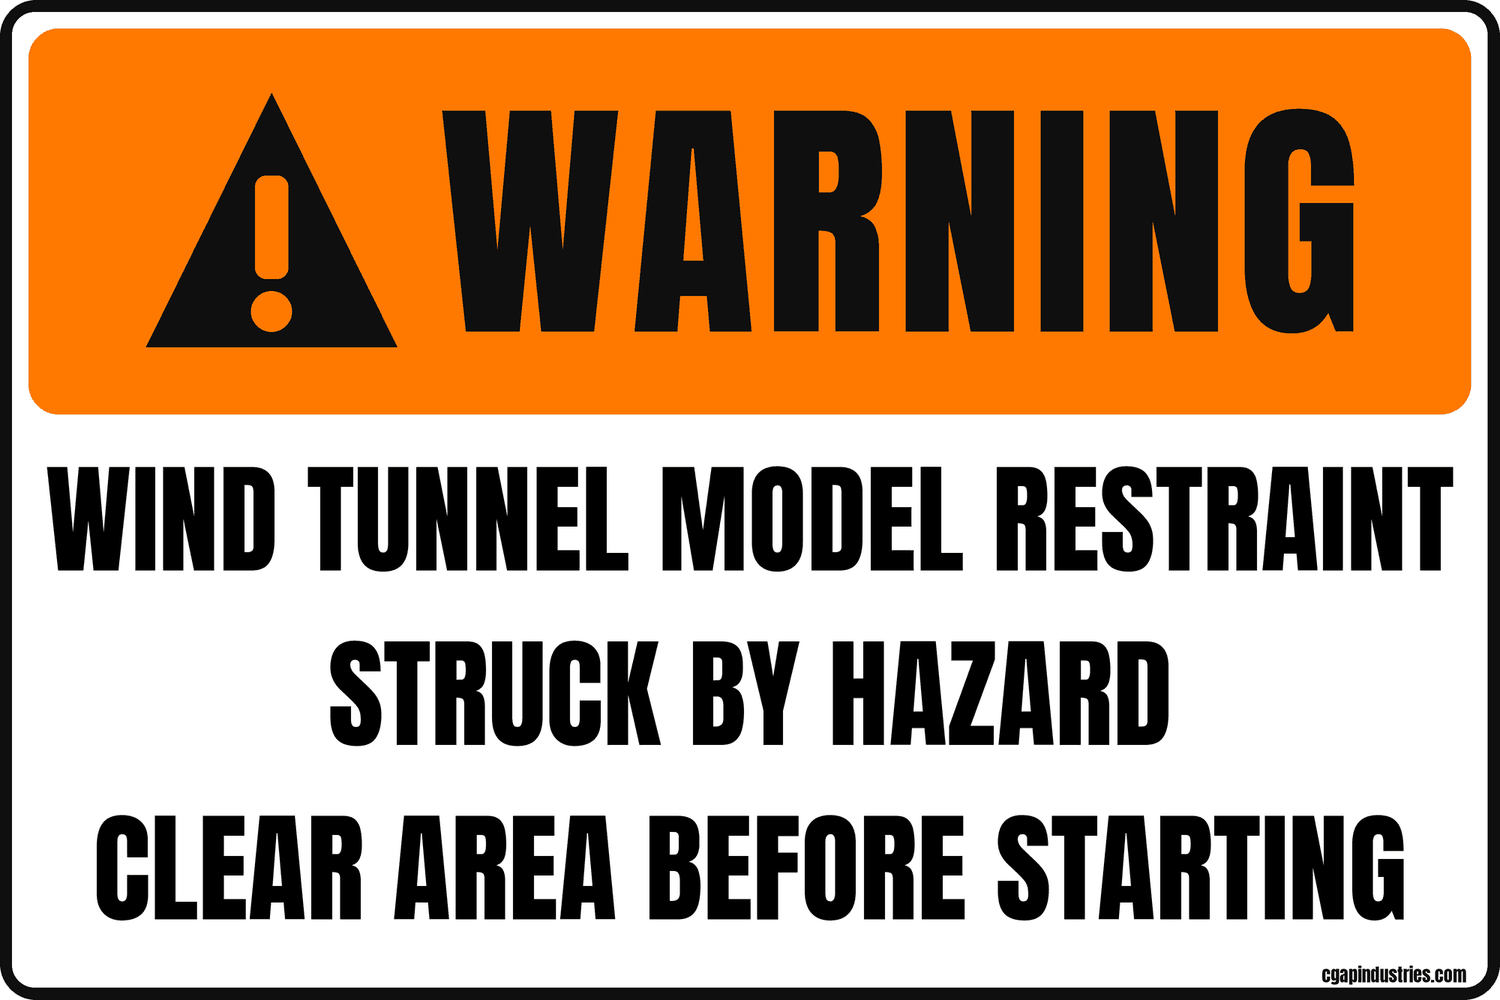 WARNING
WIND TUNNEL MODEL RESTRAINT
STRUCK BY HAZARD
CLEAR AREA BEFORE STARTING
cgapindustries.com